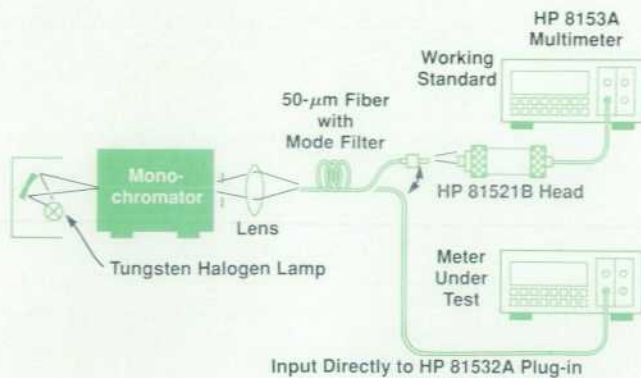 HP 8153A
Multimeter
Working
Standard
50-μm Fiber
with
Mode Filter
Mono-
chromator
HP 81521B Head
Lens
Tungsten Halogen Lamp
Meter
Under
Test
Input Directly to HP 81532A Plug-in